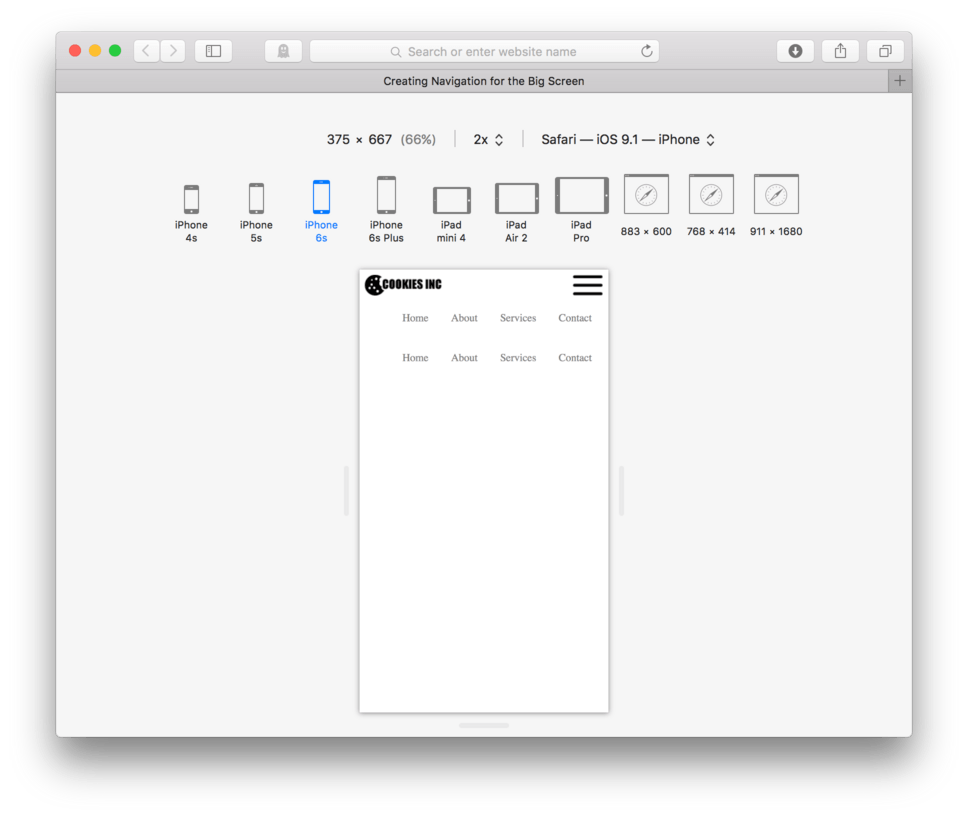 Search or enter website name
Creating Navigation for the Big Screen
375 × 667 (66%) 2x Safari — iOS 9.1 — iPhone
iPhone 4s
iPhone 5s
iPhone 6s
iPhone 6s Plus
iPad mini 4
iPad Air 2
iPad Pro
883 × 600
768 × 414
911 × 1680
COOKIES INC
Home About Services Contact
Home About Services Contact